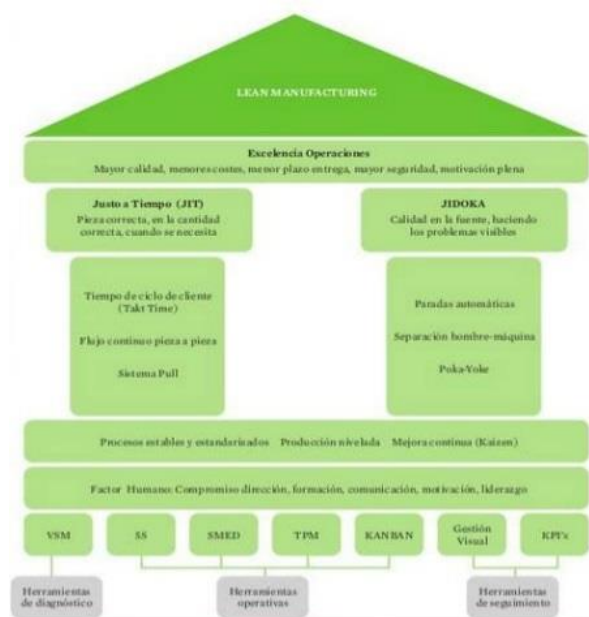 LEAN MANUFACTURING
Excelencia Operaciones
Mayor calidad, menores costes, menor plazo entrega, mayor seguridad, motivación plena
Justo a Tiempo (JIT)
Pieza correcta, en la cantidad
correcta, cuando se necesita
JIDOKA
Calidad en la fuente, haciendo
los problemas visibles
Tiempo de ciclo de cliente
(Takt Time)
Flujo continuo pieza a pieza
Sistema Pull
Paradas automáticas
Separación hombre-máquina
Poka-Yoke
Procesos estables y estandarizados Producción nivelada Mejora continua (Kaizen)
Factor Humano: Compromiso dirección, formación, comunicación, motivación, liderazgo
VSM
5S
SMED
TPM
KANBAN
Gestión
Visual
KPI's
Herramientas
de diagnóstico
Herramientas
operativas
Herramientas
de seguimiento